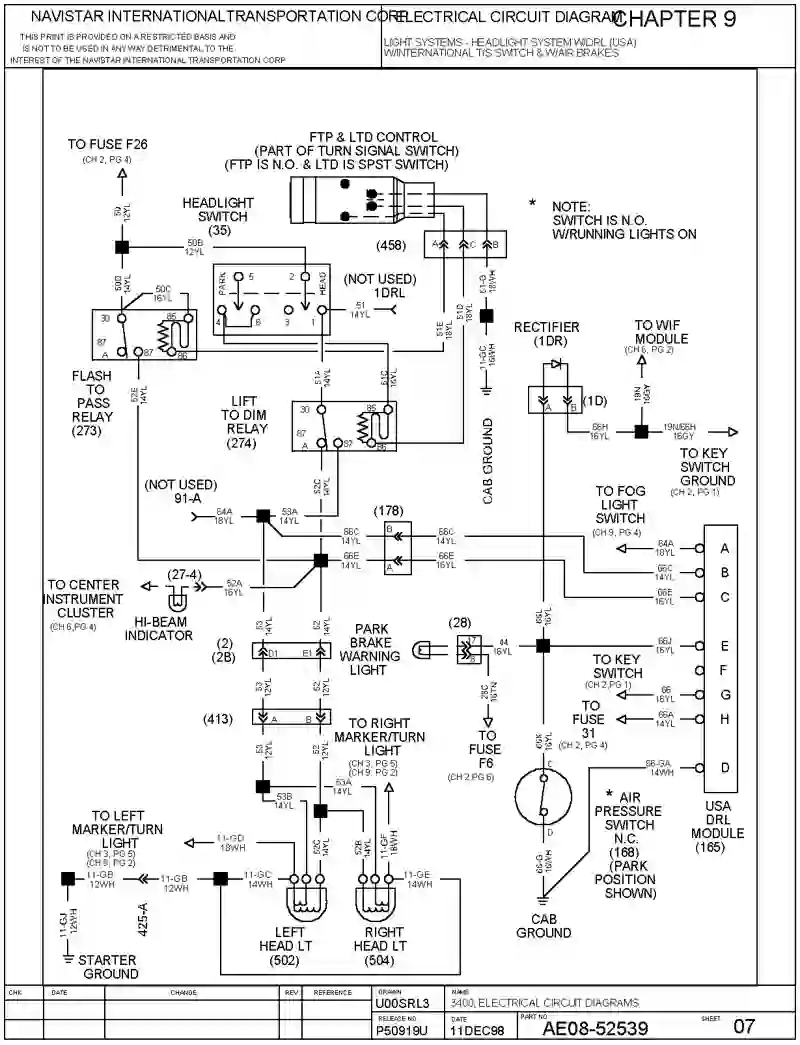 NAVISTAR INTERNATIONALTRANSPORTATION CORP
ELECTRICAL CIRCUIT DIAGRAM
CHAPTER 9
THIS PRINT IS PROVIDED ON A RESTRICTED BASIS AND
IS NOT TO BE USED IN ANY WAY DETRIMENTAL TO THE
INTEREST OF THE NAVISTAR INTERNATIONAL TRANSPORTATION CORP
LIGHT SYSTEMS - HEADLIGHT SYSTEM W/DRL (USA)
W/INTERNATIONAL T/S SWITCH & W/AIR BRAKES
TO FUSE F26
(CH 2, PG 4)
FTP & LTD CONTROL
(PART OF TURN SIGNAL SWITCH)
(FTP IS N.O. & LTD IS SPST SWITCH)
HEADLIGHT
SWITCH
(35)
* NOTE:
SWITCH IS N.O.
W/RUNNING LIGHTS ON
50
12YL
50B
12YL
(458)
A C B
50D
14YL
50C
16YL
PARK
5
2
HEAD
4 6 3 1
(NOT USED)
1DRL
51
14YL
51-G
18WH
51E
18YL
51D
18YL
11-GC
16WH
RECTIFIER
(1DR)
TO WIF
MODULE
(CH 6, PG 2)
30 85
87
A 87 86
FLASH
TO
PASS
RELAY
(273)
52E
14YL
51A
14YL
51C
16YL
19N
16GY
A B
(1D)
LIFT
TO DIM
RELAY
(274)
30 85
87
A 87 86
CAB GROUND
66H
16YL
19N/66H
16GY
TO KEY
SWITCH
GROUND
(CH 2, PG 1)
52C
14YL
(NOT USED)
91-A
64A
18YL
53A
14YL
(178)
B
A
66C
14YL
66C
14YL
66E
14YL
66E
16YL
TO FOG
LIGHT
SWITCH
(CH 9, PG 4)
64A
18YL
A
66C
14YL
B
66E
16YL
C
TO CENTER
INSTRUMENT
CLUSTER
(CH 6,PG 4)
(27-4)
52A
16YL
HI-BEAM
INDICATOR
53
14YL
52
14YL
(2)
(2B)
D1 E1
PARK
BRAKE
WARNING
LIGHT
(28)
44
16YL
66L
16YL
66J
16YL
E
F
TO KEY
SWITCH
(CH 2,PG 1)
66
16YL
G
TO
FUSE
31
(CH 2, PG 4)
66A
14YL
H
53
12YL
52
12YL
28C
16TN
TO
FUSE
F6
(CH 2,PG 6)
(413)
A B
53
12YL
52
12YL
TO RIGHT
MARKER/TURN
LIGHT
(CH 3, PG 5)
(CH 9, PG 2)
66K
16YL
C
D
66-GA
14WH
D
* AIR
PRESSURE
SWITCH
N.C.
(168)
(PARK
POSITION
SHOWN)
USA
DRL
MODULE
(165)
53B
14YL
53A
14YL
TO LEFT
MARKER/TURN
LIGHT
(CH 3, PG 5)
(CH 9, PG 2)
11-GD
18WH
52C
14YL
52B
14YL
11-GF
18WH
11-GB
12WH
11-GB
12WH
11-GC
14WH
11-GE
14WH
66-G
16WH
425-A
11-GJ
12WH
STARTER
GROUND
LEFT
HEAD LT
(502)
RIGHT
HEAD LT
(504)
CAB
GROUND
CHK DATE CHANGE REV REFERENCE
DRAWN
U00SRL3
NAME
3400, ELECTRICAL CIRCUIT DIAGRAMS
RELEASE NO.
P50919U
DATE
11DEC98
PART NO.
AE08-52539
SHEET
07